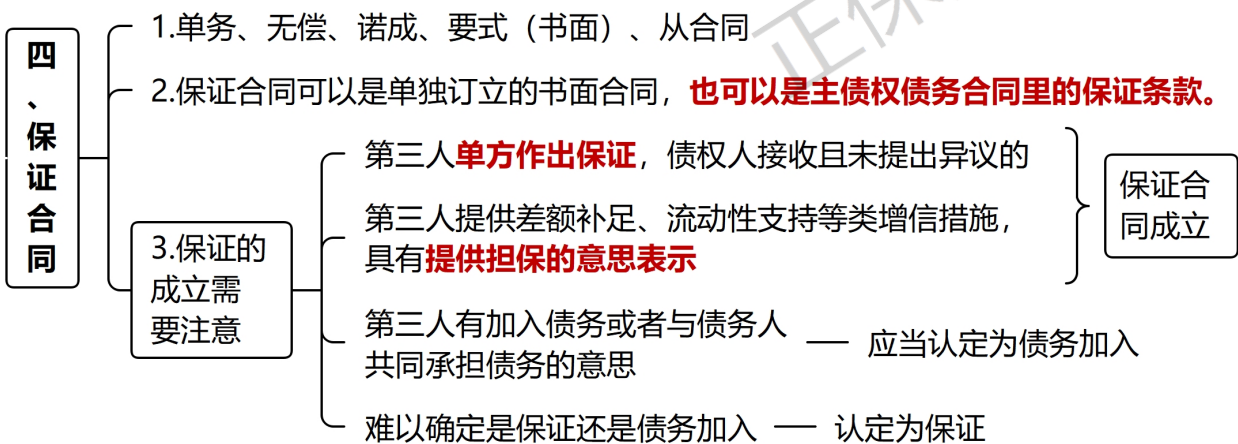 四、保证合同
1.单务、无偿、诺成、要式（书面）、从合同
2.保证合同可以是单独订立的书面合同，也可以是主债权债务合同里的保证条款。
3.保证的
成立需
要注意
第三人单方作出保证，债权人接收且未提出异议的
第三人提供差额补足、流动性支持等类增信措施，
具有提供担保的意思表示
保证合
同成立
第三人有加入债务或者与债务人
共同承担债务的意思
应当认定为债务加入
难以确定是保证还是债务加入
认定为保证
正保